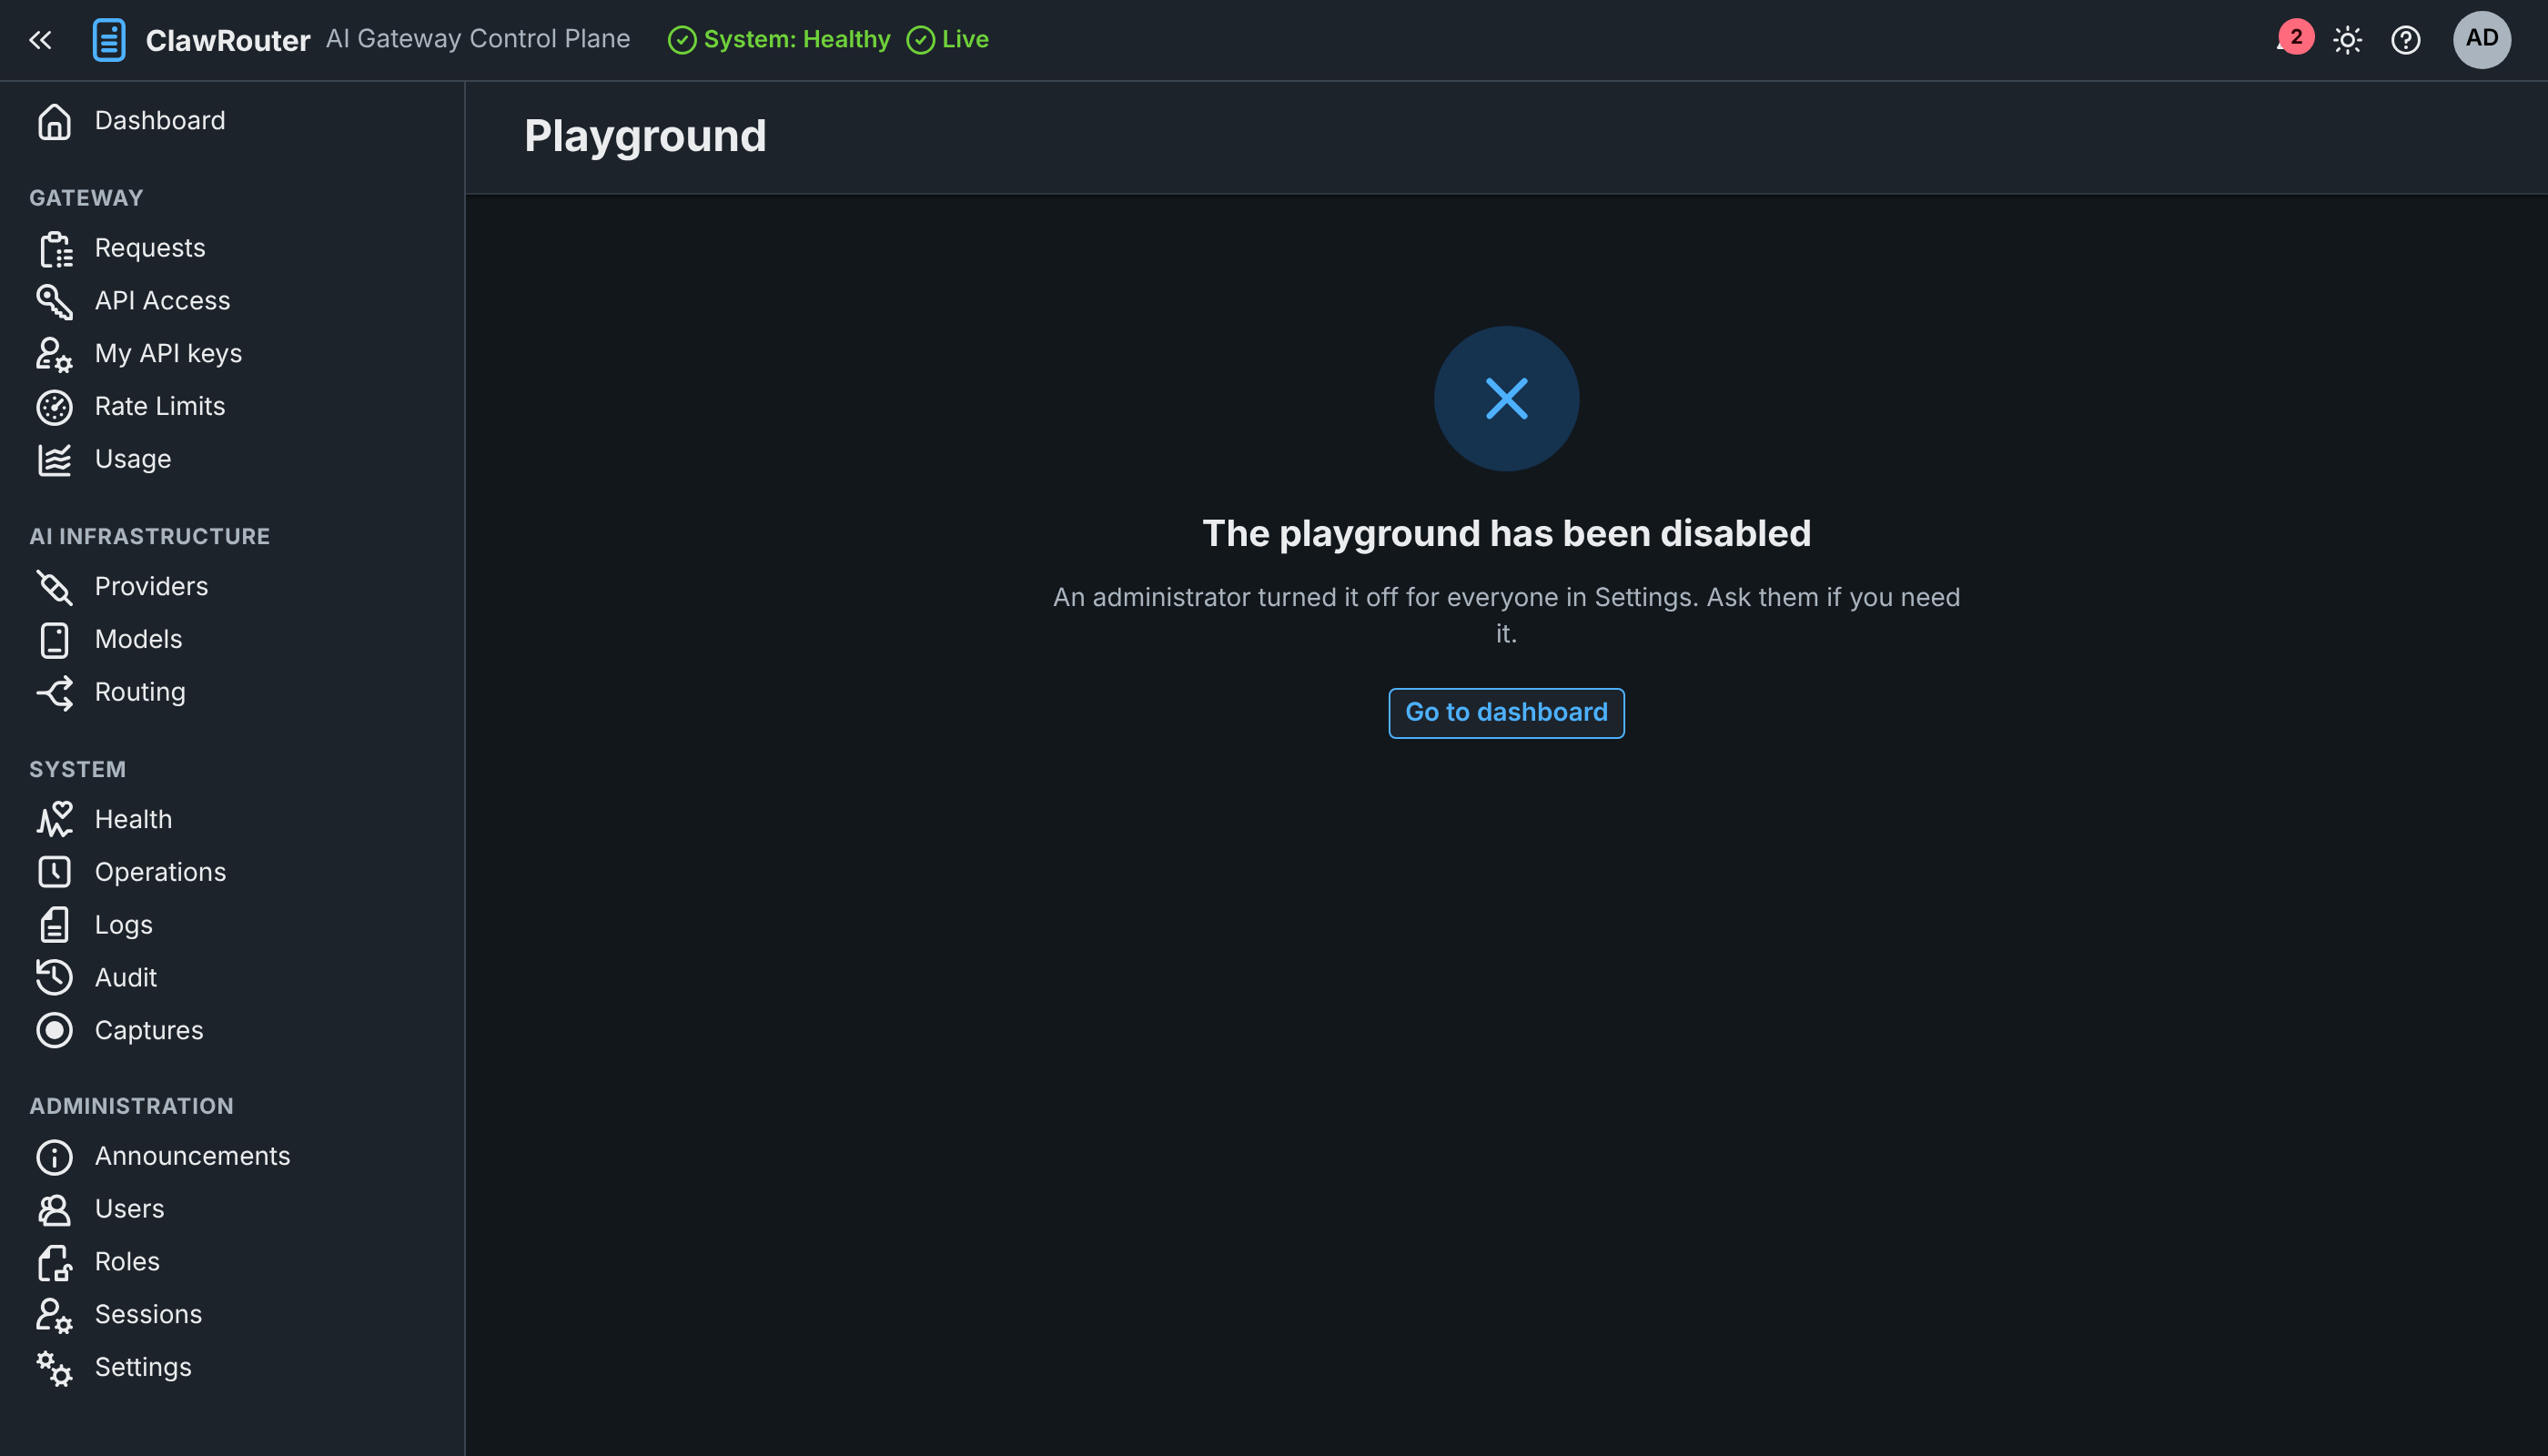 ClawRouter AI Gateway Control Plane System: Healthy Live 2 AD
Dashboard
GATEWAY
Requests
API Access
My API keys
Rate Limits
Usage
AI INFRASTRUCTURE
Providers
Models
Routing
SYSTEM
Health
Operations
Logs
Audit
Captures
ADMINISTRATION
Announcements
Users
Roles
Sessions
Settings
Playground
The playground has been disabled
An administrator turned it off for everyone in Settings. Ask them if you need
it.
Go to dashboard